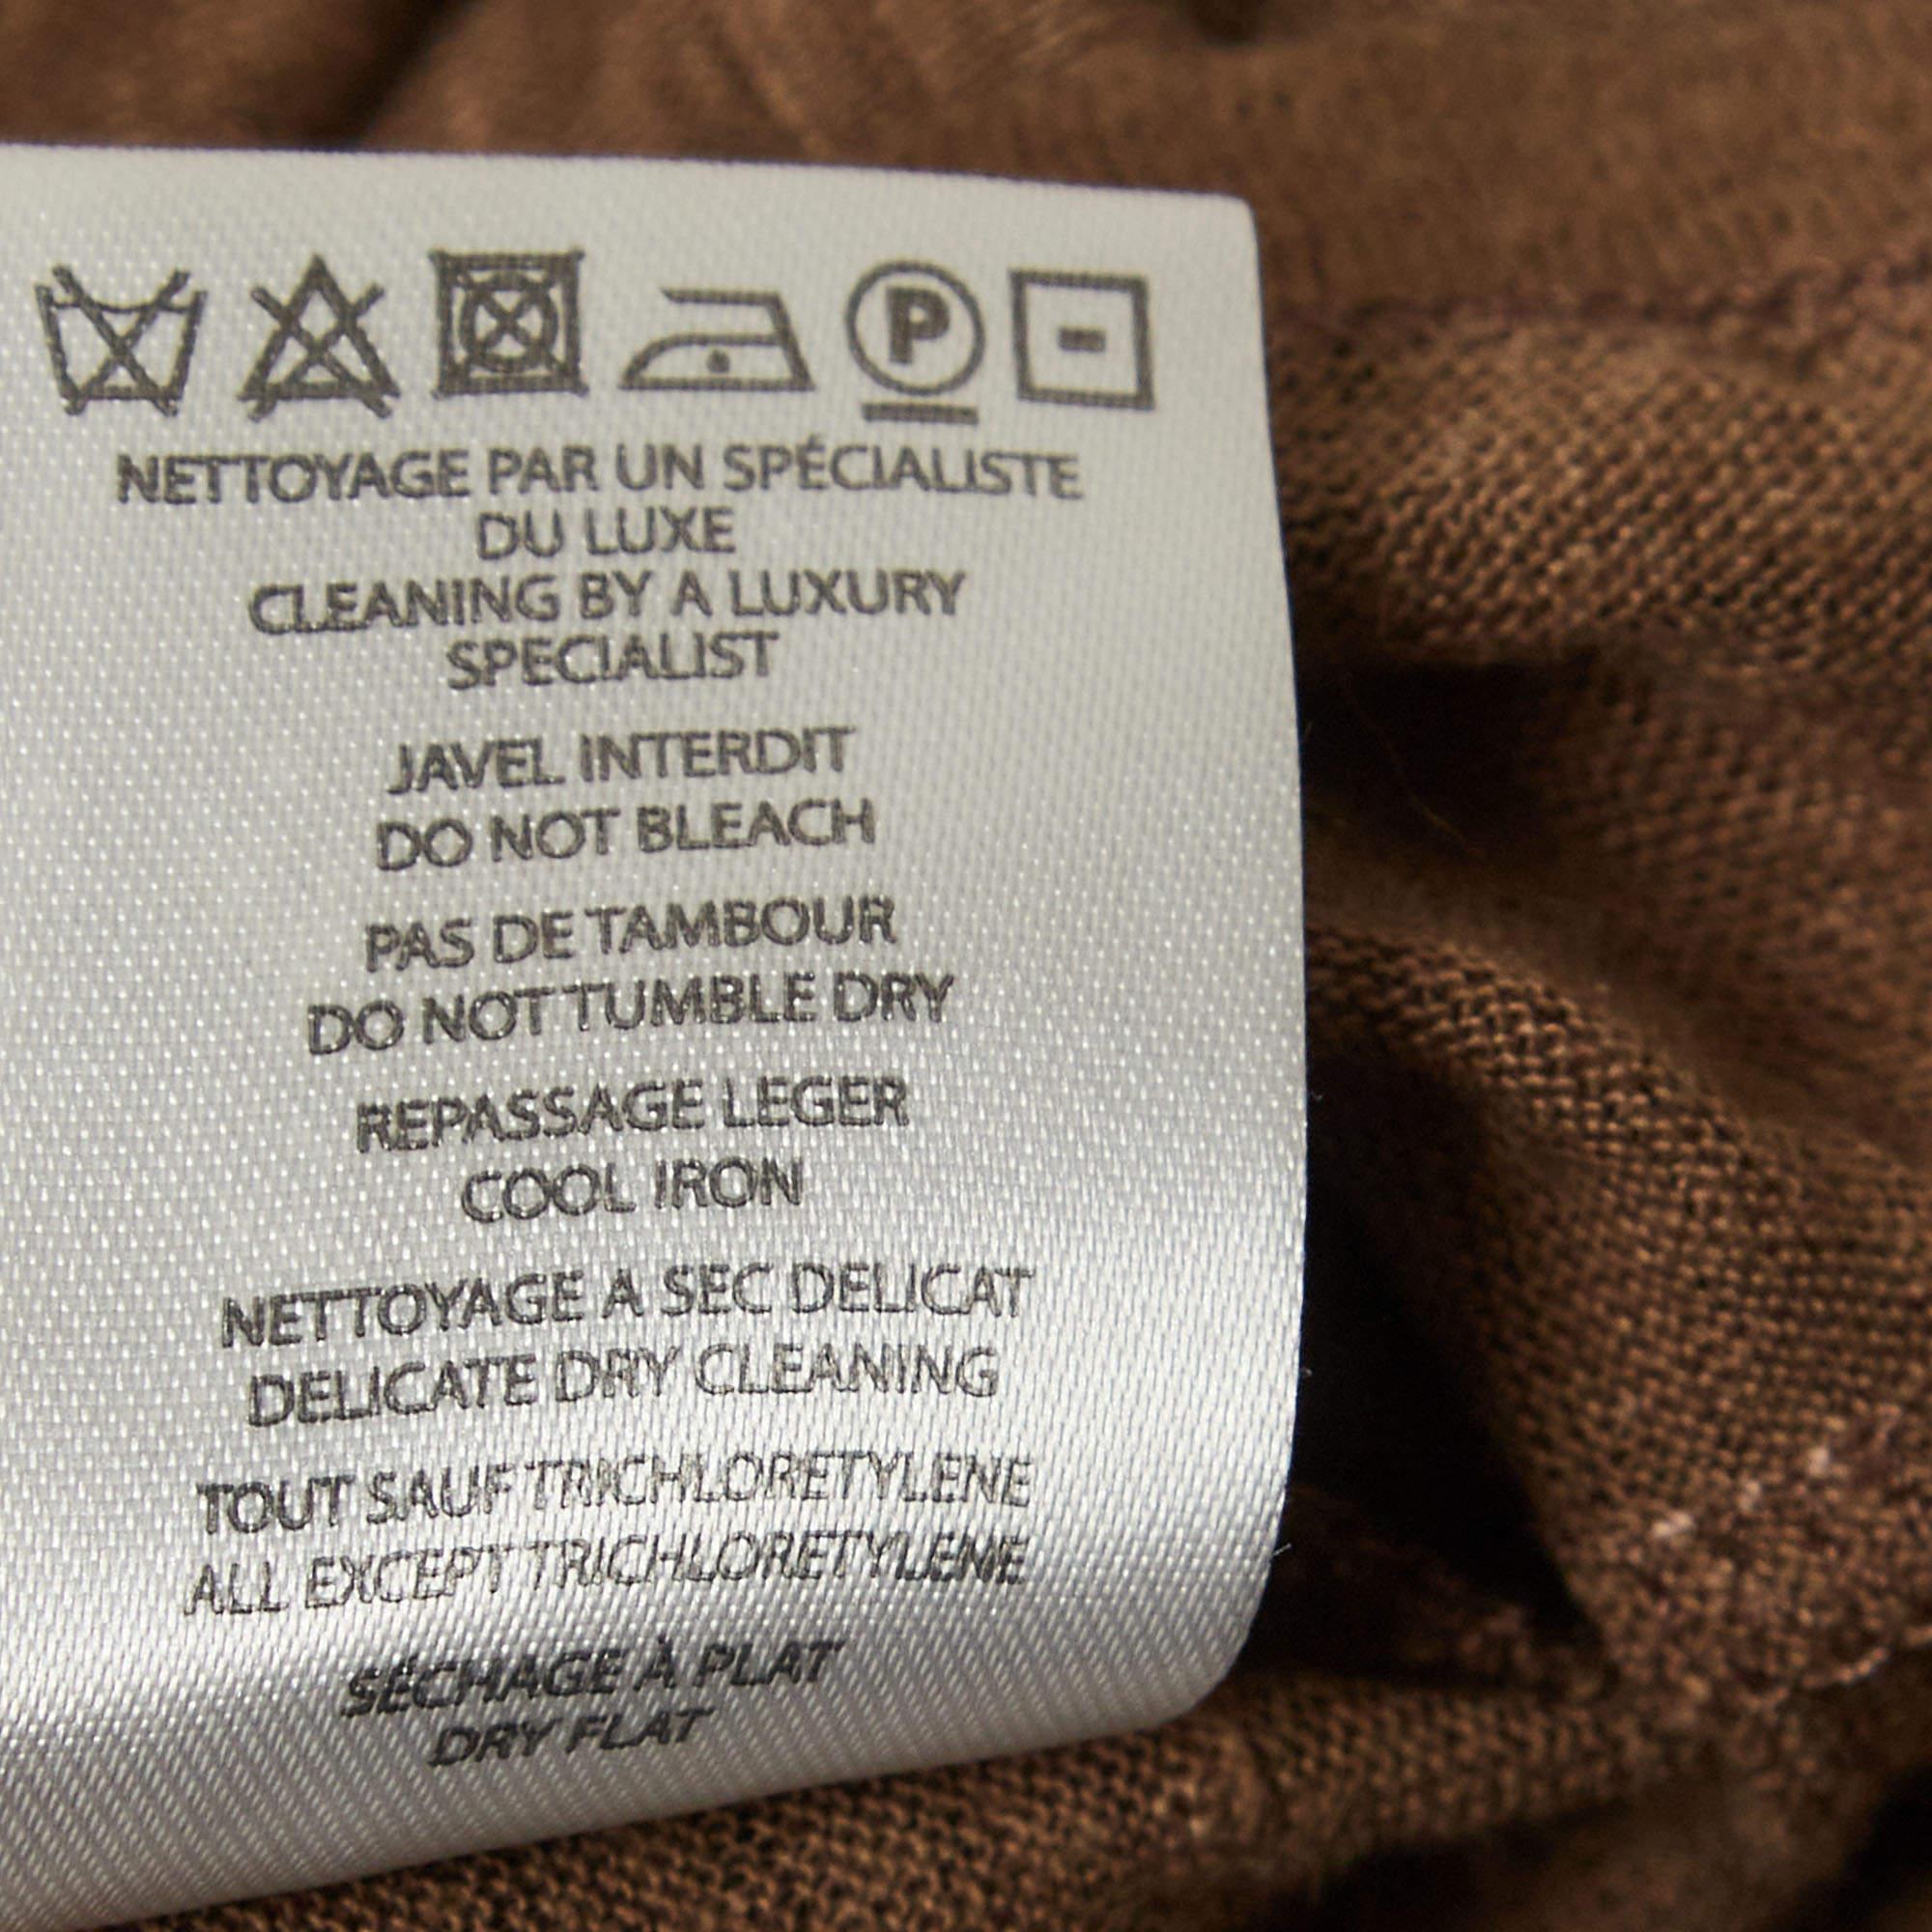 P
NETTOYAGE PAR UN SPÉCIALISTE
DU LUXE
CLEANING BY A LUXURY
SPECIALIST
JAVEL INTERDIT
DO NOT BLEACH
PAS DE TAMBOUR
DO NOT TUMBLE DRY
REPASSAGE LEGER
COOL IRON
NETTOYAGE A SEC DELICAT
DELICATE DRY CLEANING
TOUT SAUF TRICHLORETYLENE
ALL EXCEPT TRICHLORETYLENE
SÉCHAGE À PLAT
DRY FLAT